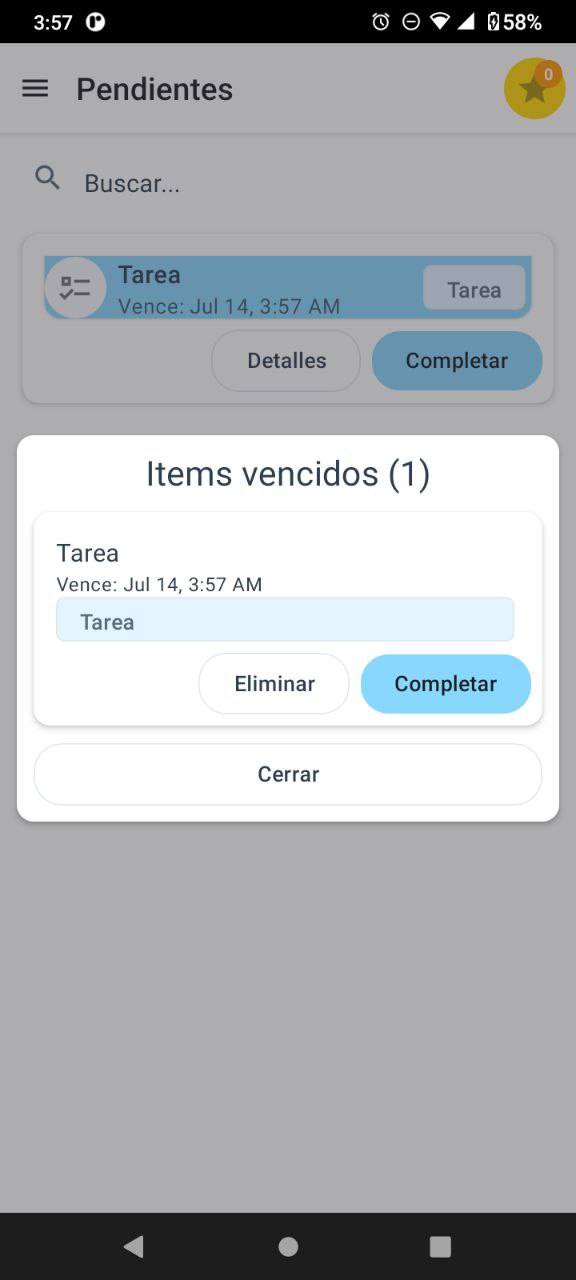 3:57
58%
Pendientes
0
Buscar...
Tarea
Vence: Jul 14, 3:57 AM
Tarea
Detalles
Completar
Items vencidos (1)
Tarea
Vence: Jul 14, 3:57 AM
Tarea
Eliminar
Completar
Cerrar